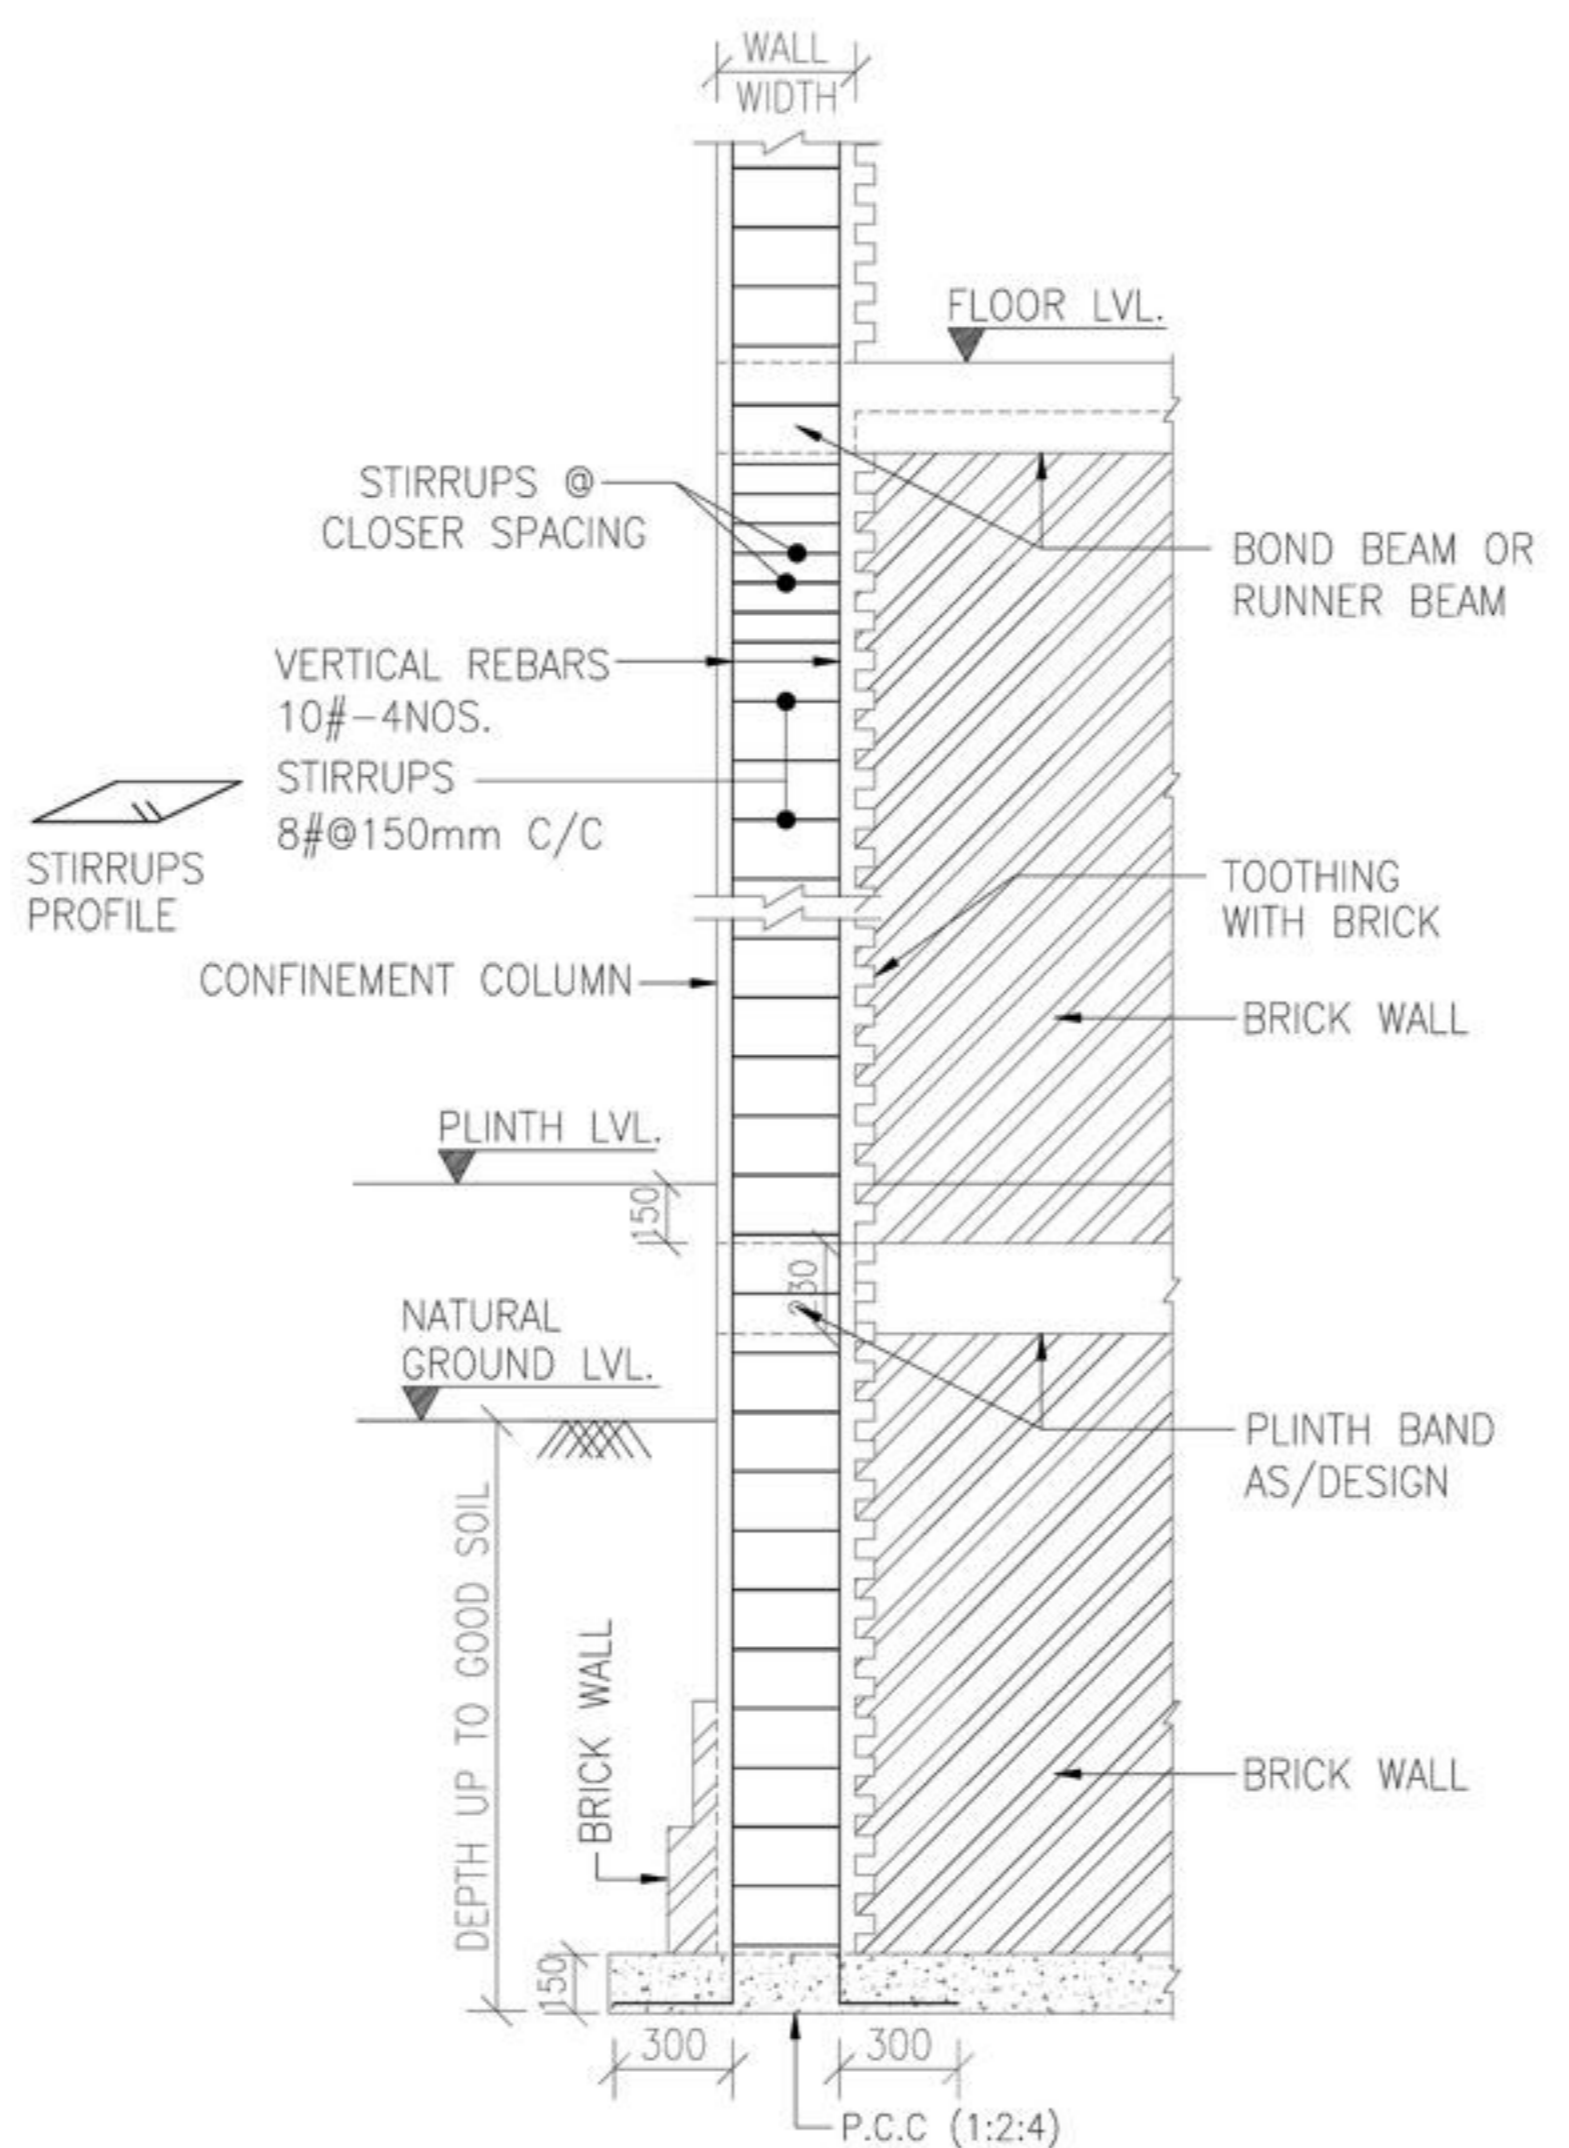 WALL
WIDTH
FLOOR LVL.
STIRRUPS @
CLOSER SPACING
BOND BEAM OR
RUNNER BEAM
VERTICAL REBARS
10#-4NOS.
STIRRUPS
8#@150mm C/C
STIRRUPS
PROFILE
TOOTHING
WITH BRICK
CONFINEMENT COLUMN
BRICK WALL
PLINTH LVL.
150
230
NATURAL
GROUND LVL.
PLINTH BAND
AS/DESIGN
DEPTH UP TO GOOD SOIL
BRICK WALL
BRICK WALL
150
300
300
P.C.C (1:2:4)